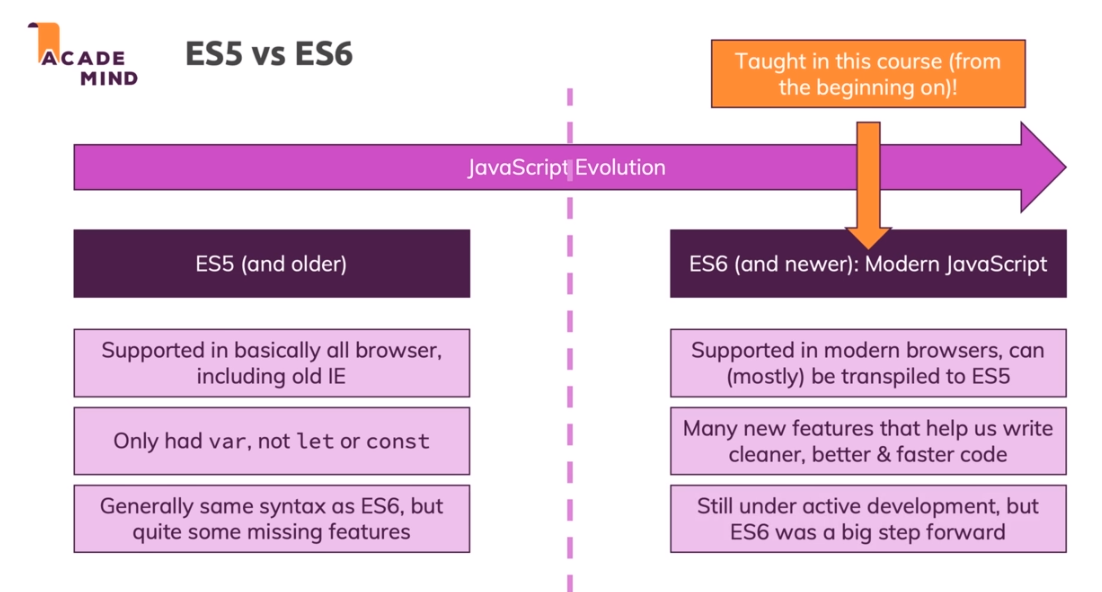 ACADE
MIND
ES5 vs ES6
Taught in this course (from
the beginning on)!
JavaScript Evolution
ES5 (and older)
ES6 (and newer): Modern JavaScript
Supported in basically all browser,
including old IE
Supported in modern browsers, can
(mostly) be transpiled to ES5
Only had var, not let or const
Many new features that help us write
cleaner, better & faster code
Generally same syntax as ES6, but
quite some missing features
Still under active development, but
ES6 was a big step forward